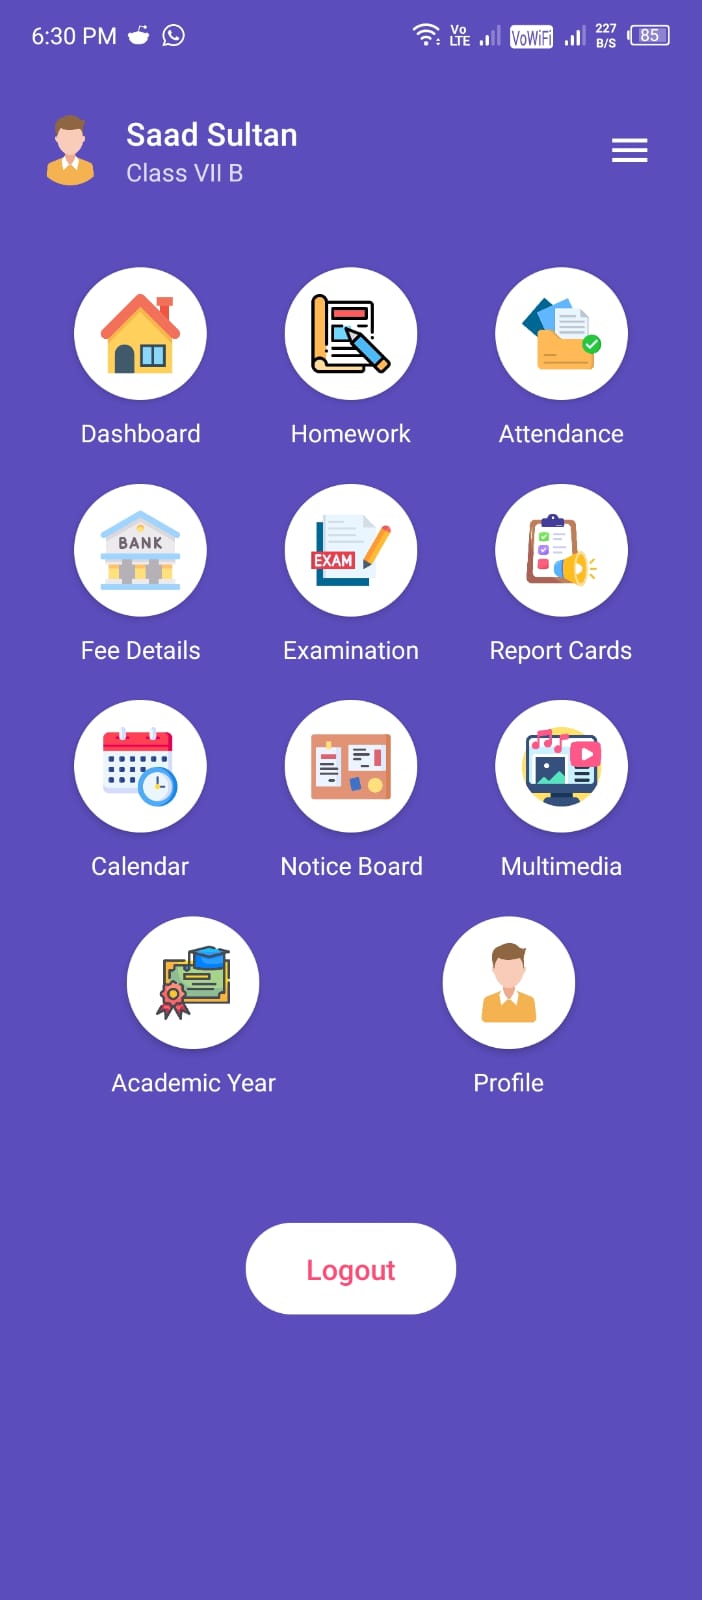 6:30 PM
Vo LTE VoWiFi 227 B/S 85
Saad Sultan
Class VII B
Dashboard Homework Attendance
BANK EXAM
Fee Details Examination Report Cards
Calendar Notice Board Multimedia
Academic Year Profile
Logout